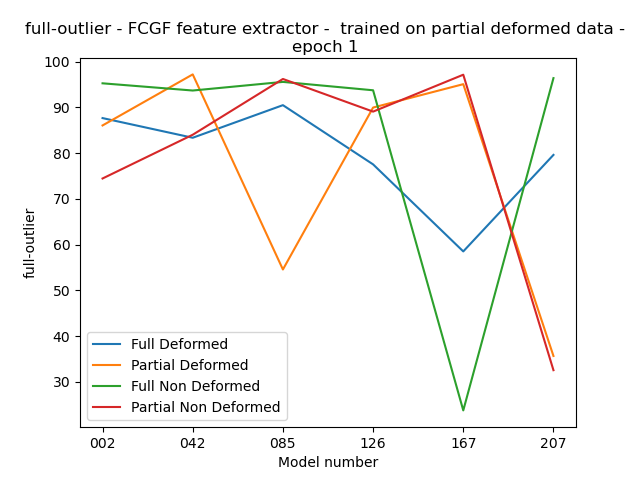 full-outlier - FCGF feature extractor -  trained on partial deformed data -
epoch 1
100
90
80
70
60
50
40
30
full-outlier
Full Deformed
Partial Deformed
Full Non Deformed
Partial Non Deformed
002 042 085 126 167 207
Model number